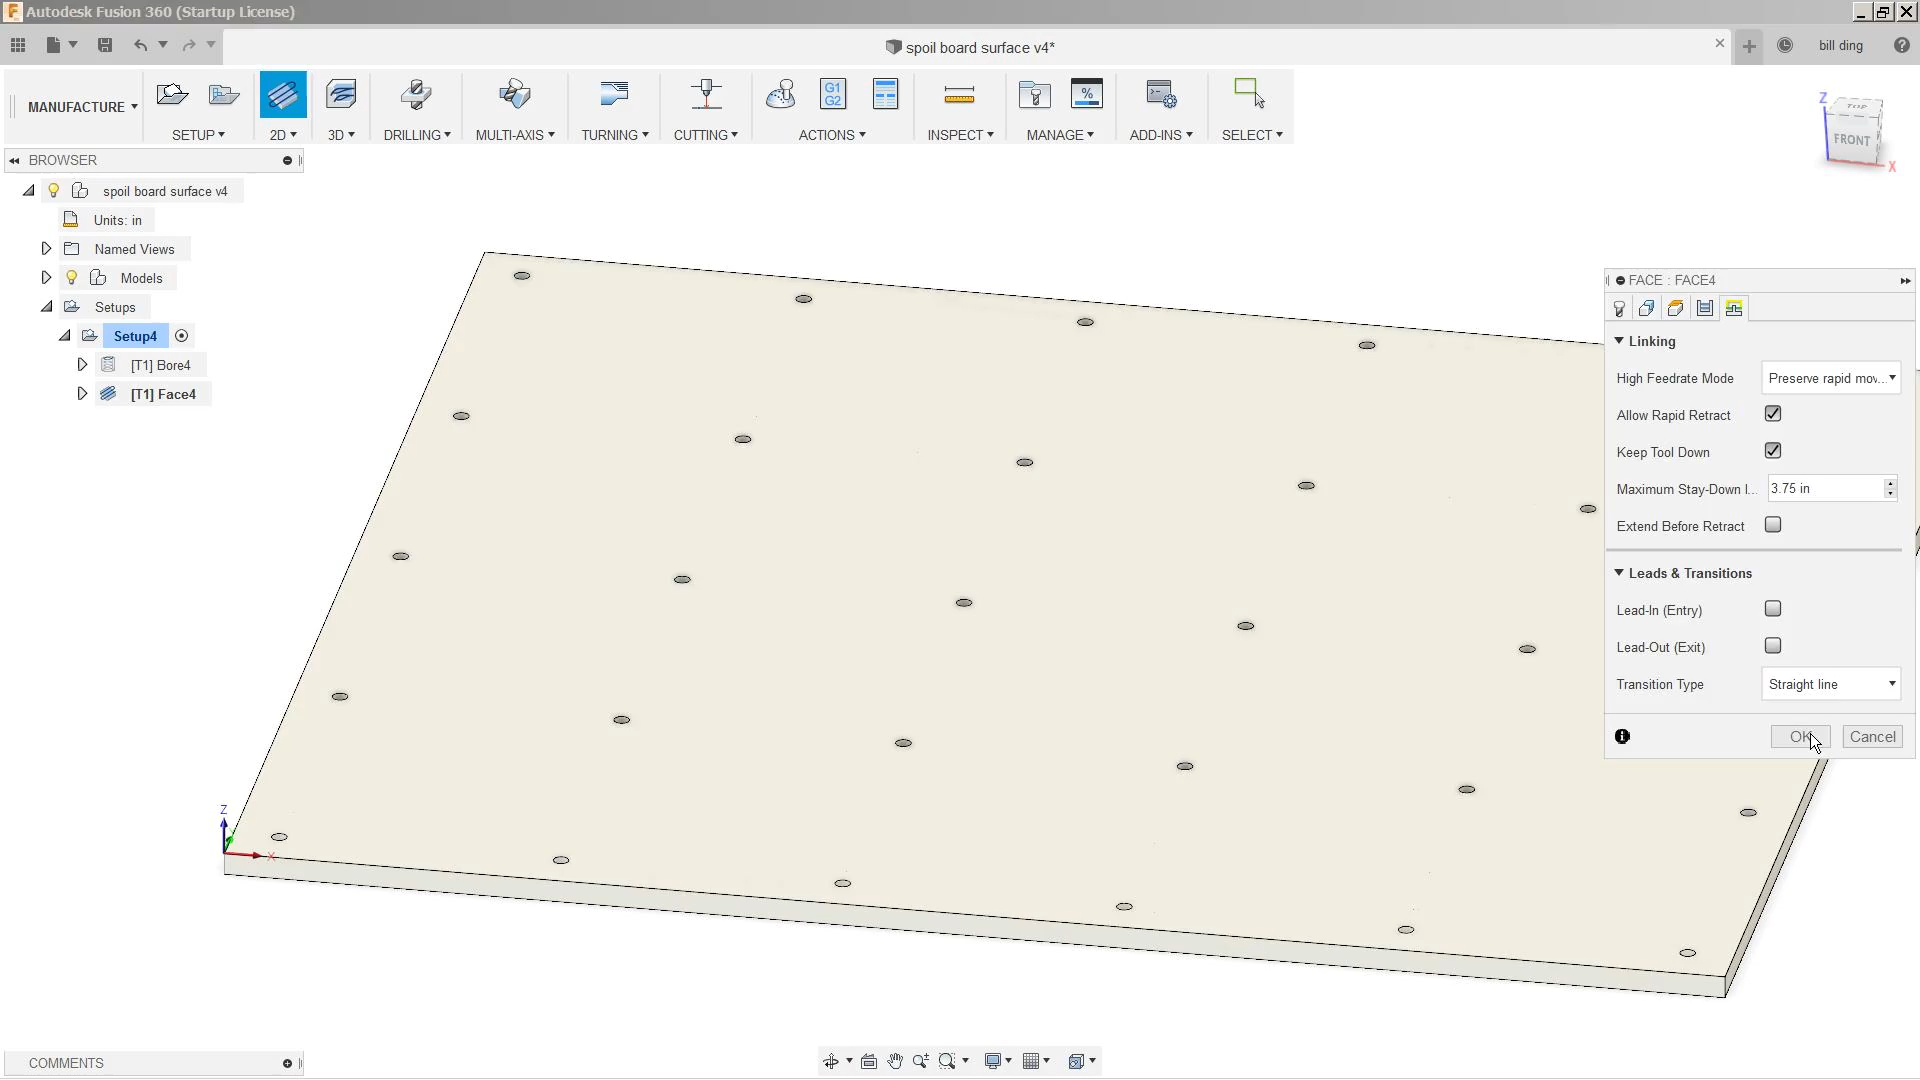 Autodesk Fusion 360 (Startup License)
spoil board surface v4*
bill ding
MANUFACTURE
G1
G2
%
SETUP
2D
3D
DRILLING
MULTI-AXIS
TURNING
CUTTING
ACTIONS
INSPECT
MANAGE
ADD-INS
SELECT
Z
TOP
FRONT
X
BROWSER
spoil board surface v4
Units: in
Named Views
Models
Setups
Setup4
[T1] Bore4
[T1] Face4
FACE : FACE4
Linking
High Feedrate Mode
Preserve rapid mov...
Allow Rapid Retract
Keep Tool Down
Maximum Stay-Down l...
3.75 in
Extend Before Retract
Leads & Transitions
Lead-In (Entry)
Lead-Out (Exit)
Transition Type
Straight line
OK
Cancel
Z
X
COMMENTS